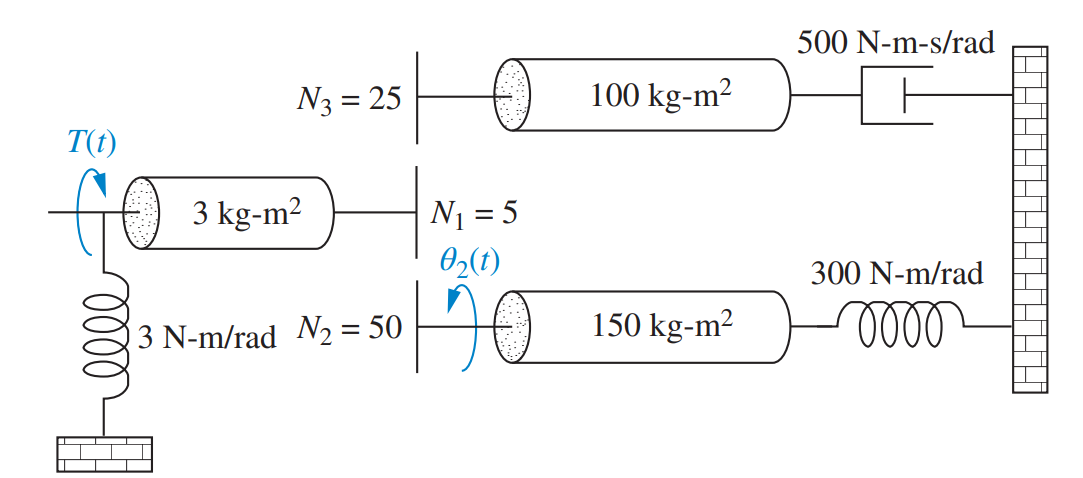 500 N-m-s/rad
N₃ = 25
100 kg-m²
T(t)
3 kg-m²
N₁ = 5
θ₂(t)
300 N-m/rad
3 N-m/rad
N₂ = 50
150 kg-m²